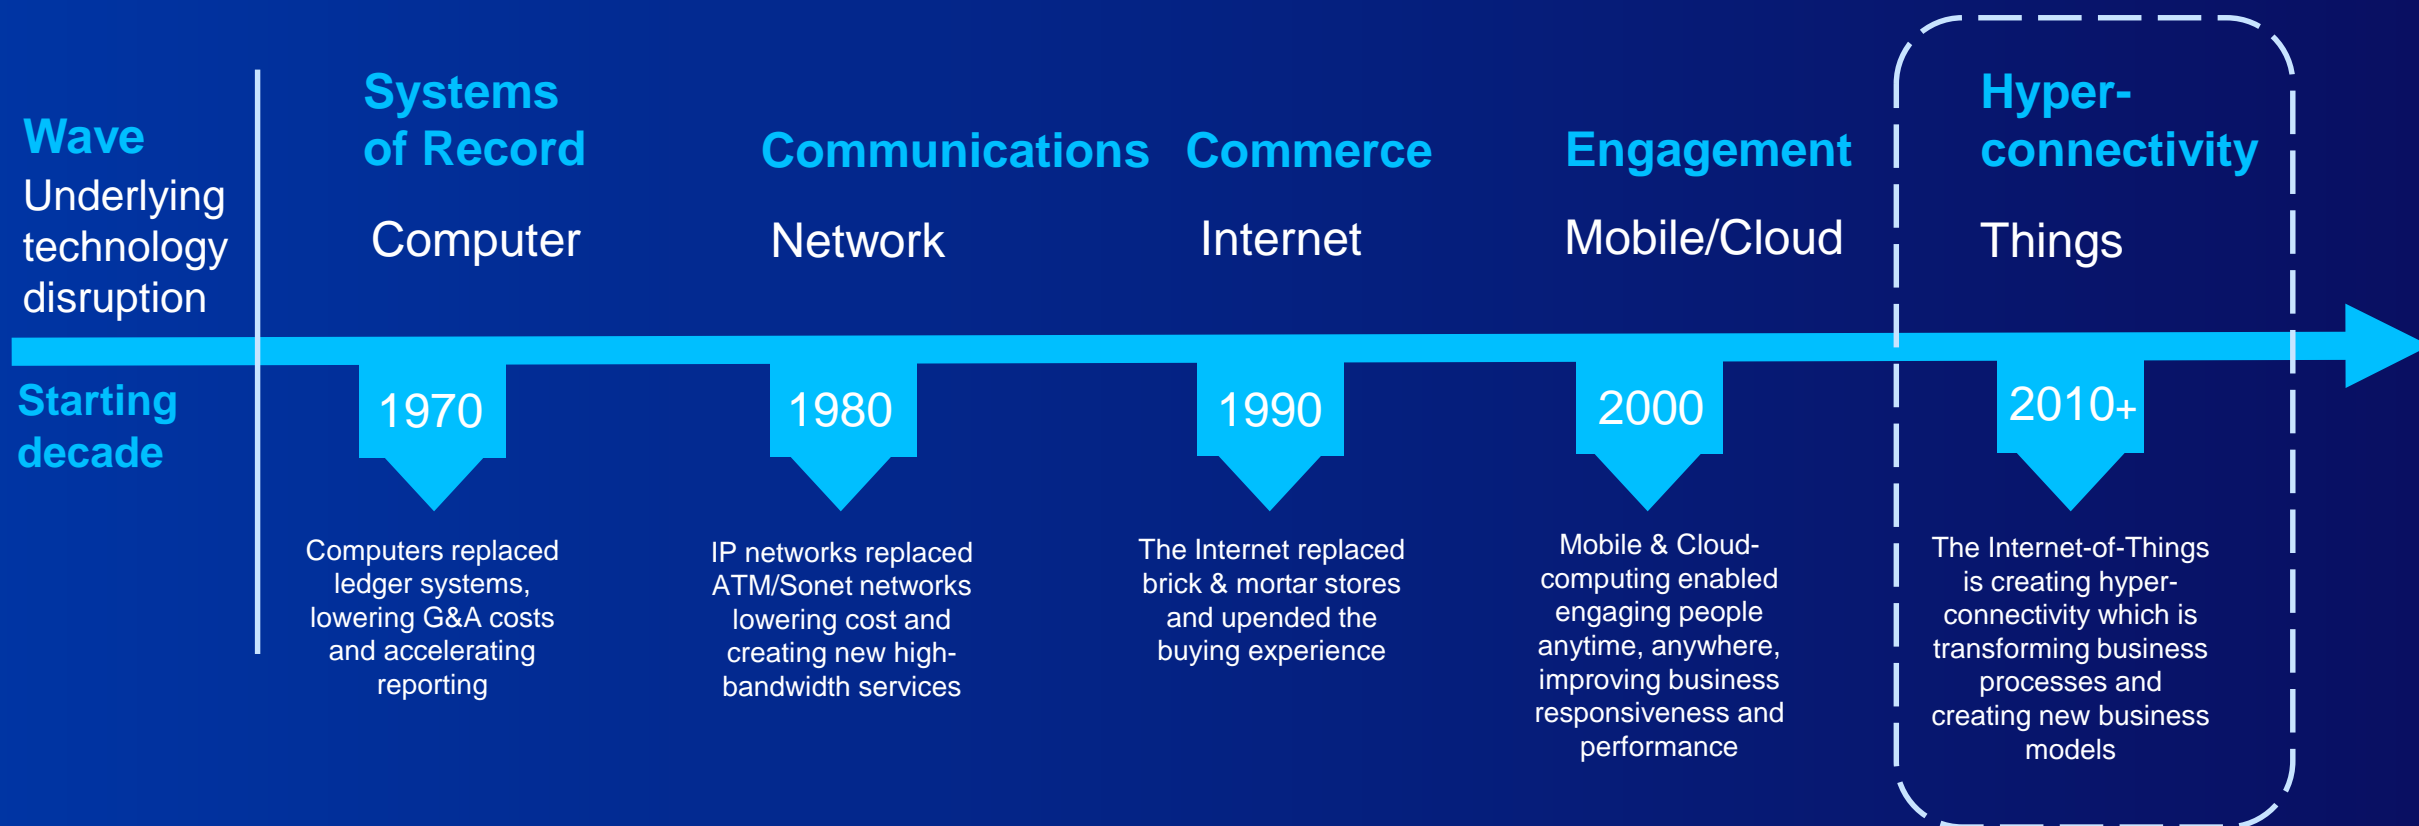 Wave
Underlying
technology
disruption
Systems
of Record
Computer
Communications
Network
Commerce
Internet
Engagement
Mobile/Cloud
Hyper-
connectivity
Things
Starting
decade
1970
Computers replaced
ledger systems,
lowering G&A costs
and accelerating
reporting
1980
IP networks replaced
ATM/Sonet networks
lowering cost and
creating new high-
bandwidth services
1990
The Internet replaced
brick & mortar stores
and upended the
buying experience
2000
Mobile & Cloud-
computing enabled
engaging people
anytime, anywhere,
improving business
responsiveness and
performance
2010+
The Internet-of-Things
is creating hyper-
connectivity which is
transforming business
processes and
creating new business
models